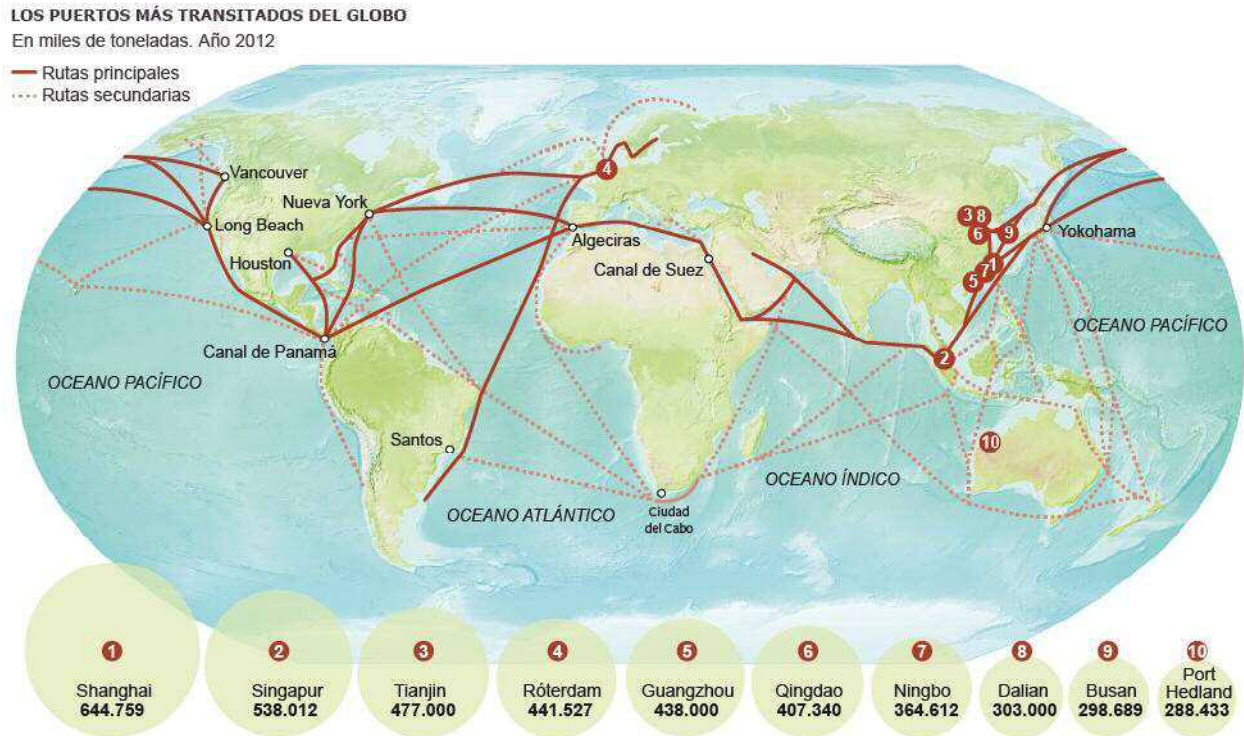 LOS PUERTOS MÁS TRANSITADOS DEL GLOBO
En miles de toneladas. Año 2012
Rutas principales
Rutas secundarias
4
Vancouver
Nueva York
3 8
Long Beach
6
9
Yokohama
Algeciras
Houston
Canal de Suez
1
7
5
OCEANO PACÍFICO
Canal de Panamá
2
OCEANO PACÍFICO
Santos
10
OCEANO ÍNDICO
OCEANO ATLÁNTICO
Ciudad
del Cabo
1
Shanghai
644.759
2
Singapur
538.012
3
Tianjin
477.000
4
Róterdam
441.527
5
Guangzhou
438.000
6
Qingdao
407.340
7
Ningbo
364.612
8
Dalian
303.000
9
Busan
298.689
10
Port
Hedland
288.433